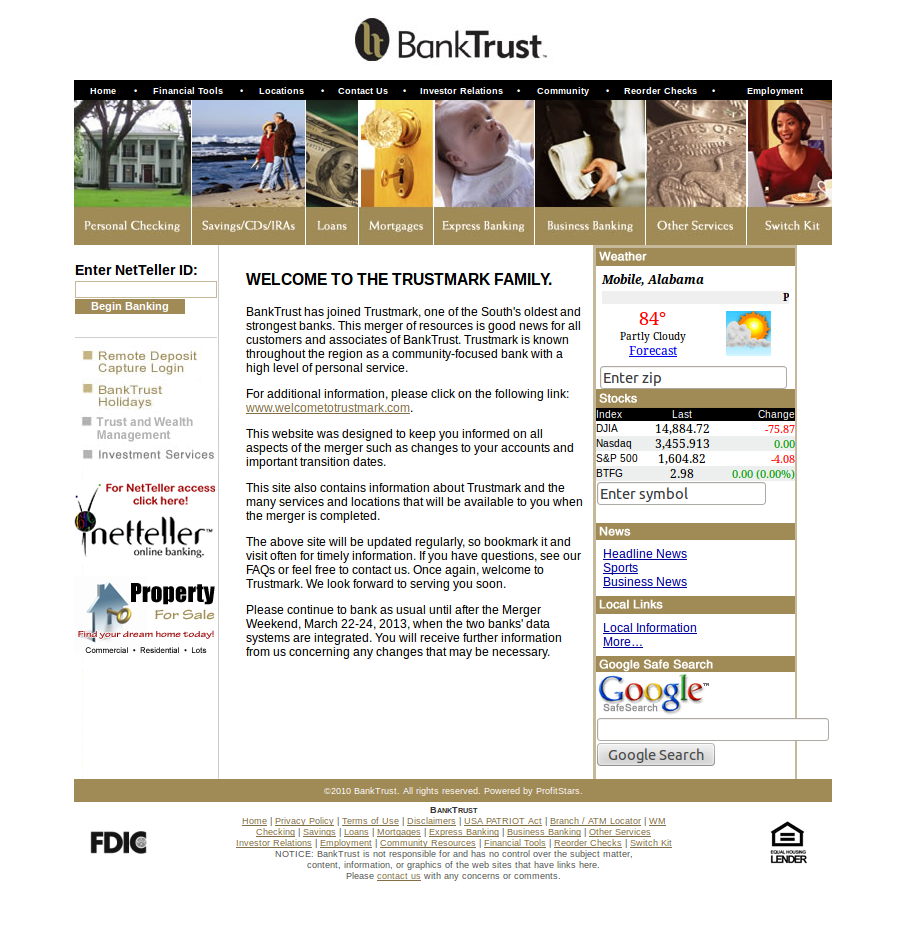 BankTrust
Home • Financial Tools • Locations • Contact Us • Investor Relations • Community • Reorder Checks • Employment
Personal Checking Savings/CDs/IRAs Loans Mortgages Express Banking Business Banking Other Services Switch Kit
Enter NetTeller ID:
Begin Banking
Remote Deposit
Capture Login
BankTrust
Holidays
Trust and Wealth
Management
Investment Services
For NetTeller access
click here!
netteller™
online banking.
Property
For Sale
Find your dream home today!
Commercial • Residential • Lots
WELCOME TO THE TRUSTMARK FAMILY.
BankTrust has joined Trustmark, one of the South's oldest and
strongest banks. This merger of resources is good news for all
customers and associates of BankTrust. Trustmark is known
throughout the region as a community-focused bank with a
high level of personal service.
For additional information, please click on the following link:
www.welcometotrustmark.com.
This website was designed to keep you informed on all
aspects of the merger such as changes to your accounts and
important transition dates.
This site also contains information about Trustmark and the
many services and locations that will be available to you when
the merger is completed.
The above site will be updated regularly, so bookmark it and
visit often for timely information. If you have questions, see our
FAQs or feel free to contact us. Once again, welcome to
Trustmark. We look forward to serving you soon.
Please continue to bank as usual until after the Merger
Weekend, March 22-24, 2013, when the two banks' data
systems are integrated. You will receive further information
from us concerning any changes that may be necessary.
Weather
Mobile, Alabama
P
84°
Partly Cloudy
Forecast
Enter zip
Stocks
Index Last Change
DJIA 14,884.72 -75.87
Nasdaq 3,455.913 0.00
S&P 500 1,604.82 -4.08
BTFG 2.98 0.00 (0.00%)
Enter symbol
News
Headline News
Sports
Business News
Local Links
Local Information
More...
Google Safe Search
Google™
SafeSearch
Google Search
©2010 BankTrust. All rights reserved. Powered by ProfitStars.
BANKTRUST
Home | Privacy Policy | Terms of Use | Disclaimers | USA PATRIOT Act | Branch / ATM Locator | WM
Checking | Savings | Loans | Mortgages | Express Banking | Business Banking | Other Services
Investor Relations | Employment | Community Resources | Financial Tools | Reorder Checks | Switch Kit
NOTICE: BankTrust is not responsible for and has no control over the subject matter,
content, information, or graphics of the web sites that have links here.
Please contact us with any concerns or comments.
FDIC
EQUAL HOUSING
LENDER